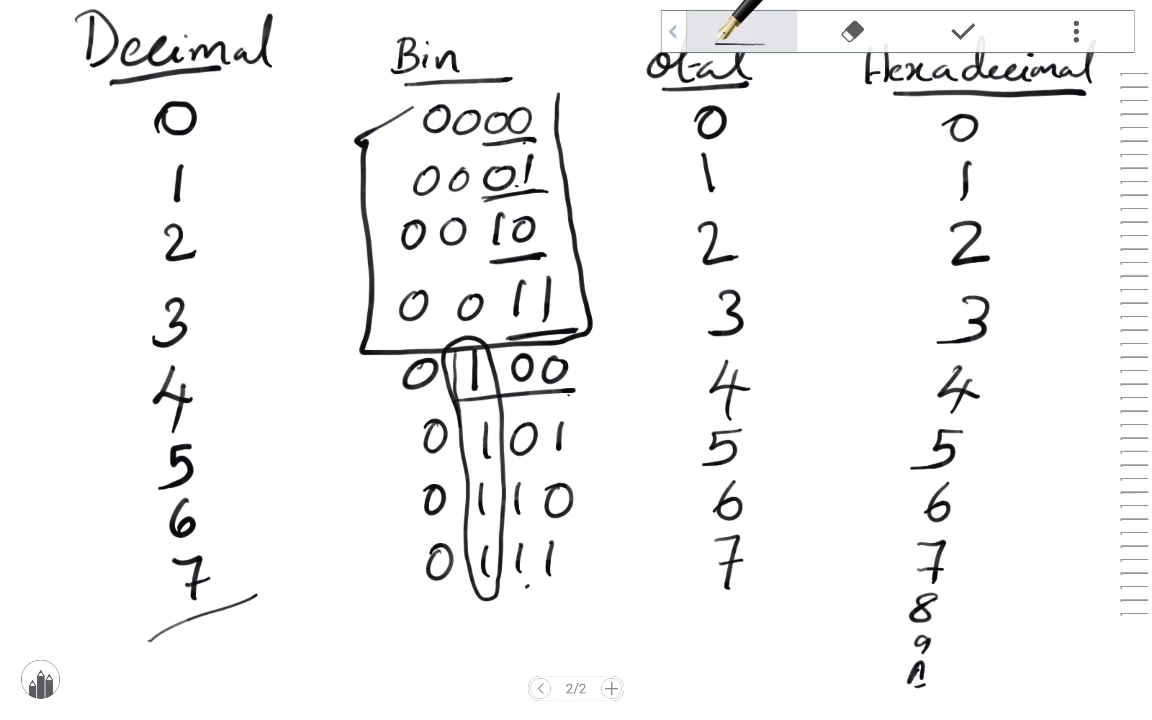 Decimal Bin Otal Hexadecimal
0 0000 0 0
1 0001 1 1
2 0010 2 2
3 0011 3 3
4 0100 4 4
5 0101 5 5
6 0110 6 6
7 0111 7 7
8
9
A
2/2